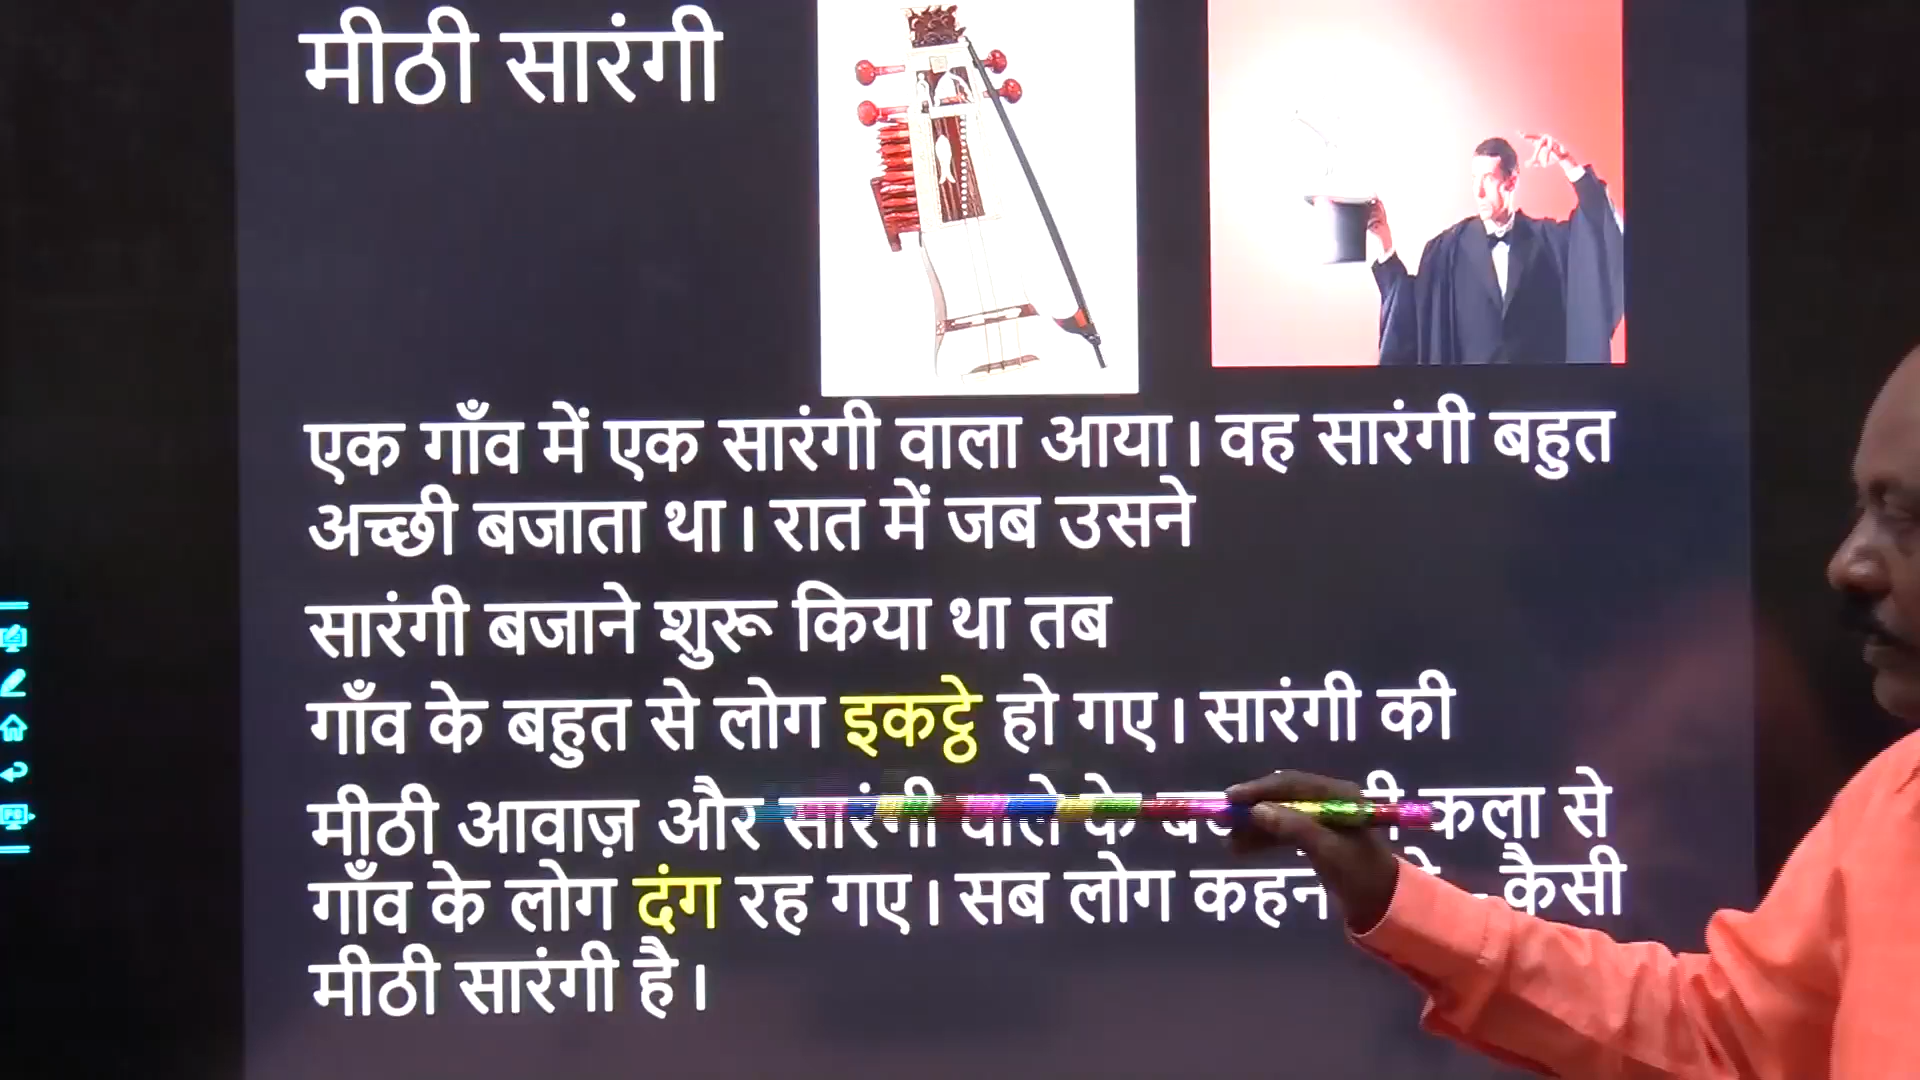 मीठी सारंगी
एक गाँव में एक सारंगी वाला आया। वह सारंगी बहुत
अच्छी बजाता था। रात में जब उसने
सारंगी बजाने शुरू किया था तब
गाँव के बहुत से लोग इकट्ठे हो गए। सारंगी की
मीठी आवाज़ और सारंगी वाले के कला से
गाँव के लोग दंग रह गए। सब लोग - कैसी
मीठी सारंगी है।